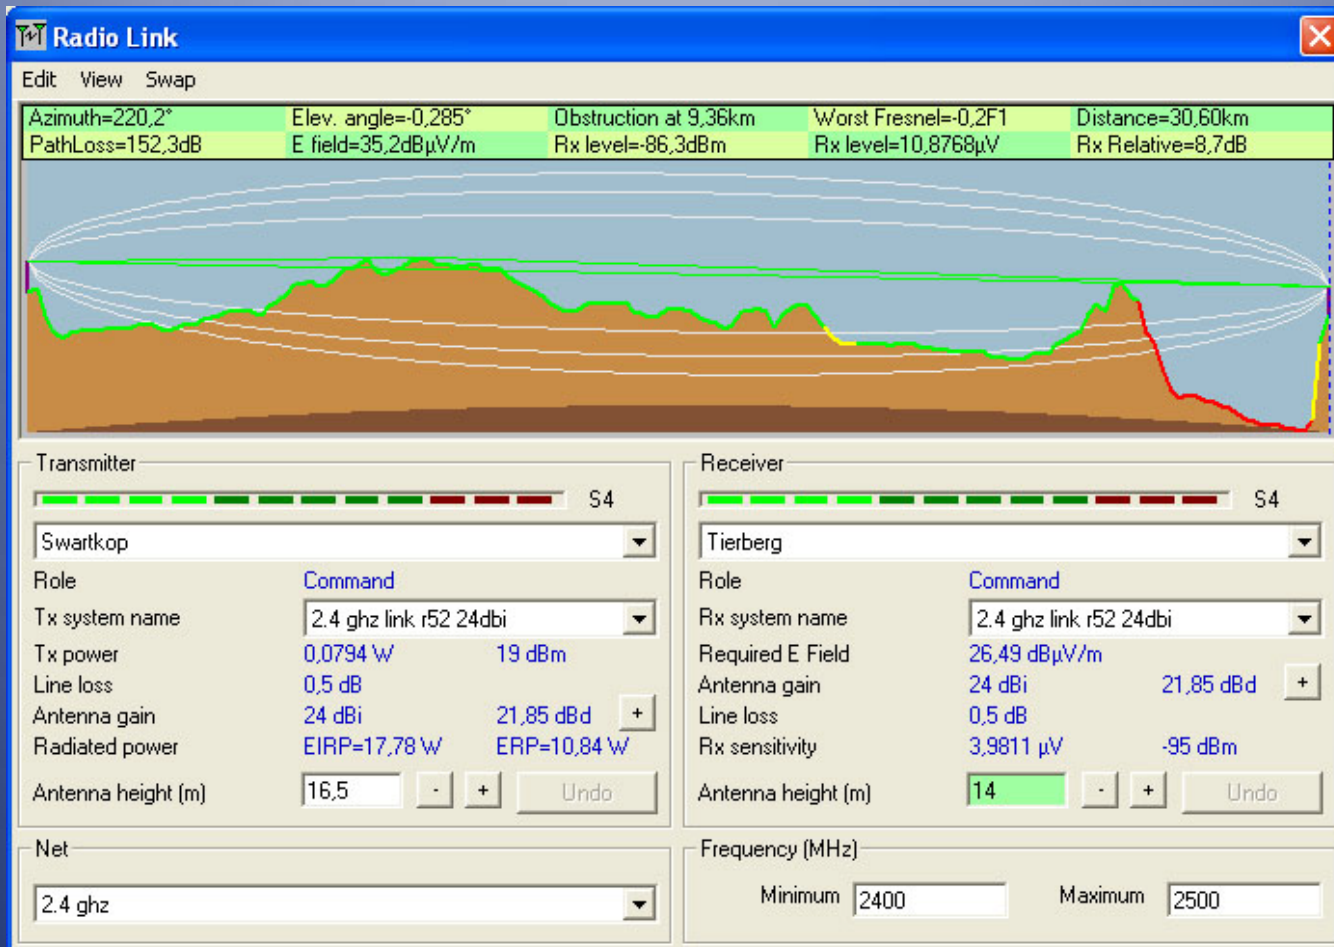 Radio Link
Edit View Swap
Azimuth=220,2° Elev. angle=-0,285° Obstruction at 9,36km Worst Fresnel=-0,2F1 Distance=30,60km
PathLoss=152,3dB E field=35,2dBµV/m Rx level=-86,3dBm Rx level=10,8768µV Rx Relative=8,7dB
Transmitter
S4
Swartkop
Role Command
Tx system name 2.4 ghz link r52 24dbi
Tx power 0,0794 W 19 dBm
Line loss 0,5 dB
Antenna gain 24 dBi 21,85 dBd +
Radiated power EIRP=17,78 W ERP=10,84 W
Antenna height (m) 16,5 - + Undo
Receiver
S4
Tierberg
Role Command
Rx system name 2.4 ghz link r52 24dbi
Required E Field 26,49 dBµV/m
Antenna gain 24 dBi 21,85 dBd +
Line loss 0,5 dB
Rx sensitivity 3,9811 µV -95 dBm
Antenna height (m) 14 - + Undo
Net
2.4 ghz
Frequency (MHz)
Minimum 2400 Maximum 2500